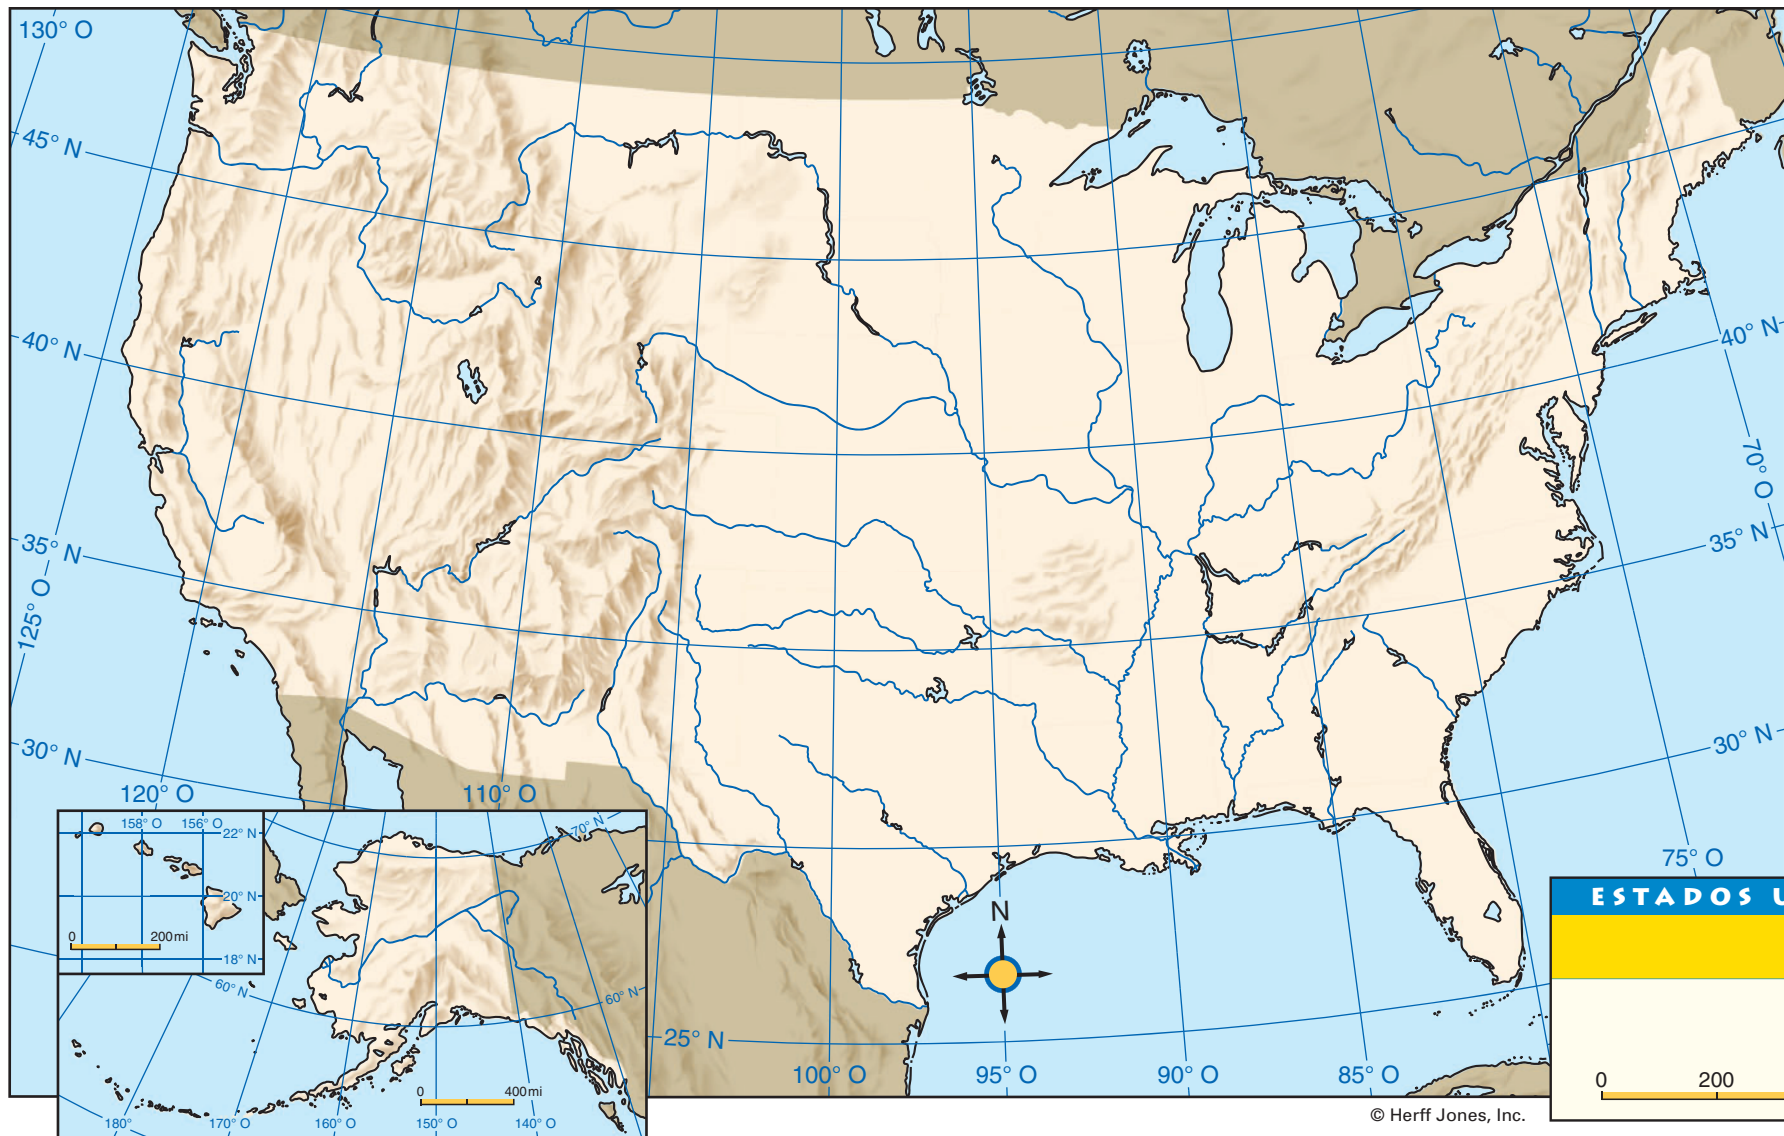 130° O
45° N
40° N
35° N
125° O
30° N
120° O
110° O
40° N
70° O
35° N
30° N
75° O
25° N
100° O
95° O
90° O
85° O
N
158° O
156° O
22° N
20° N
18° N
0
200 mi
70° N
60° N
60° N
0
400 mi
180°
170° O
160° O
150° O
140° O
ESTADOS U
0
200
© Herff Jones, Inc.